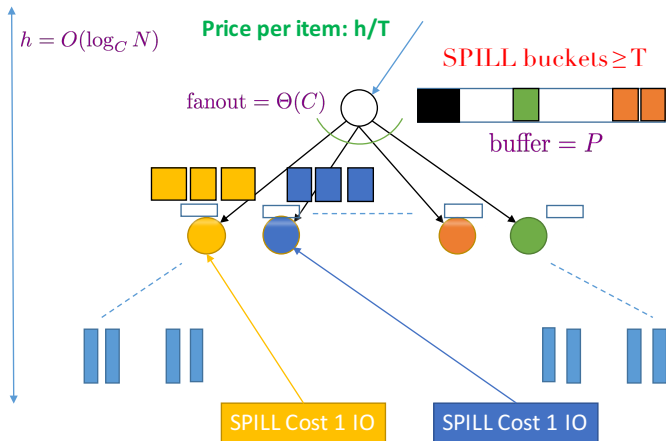 Price per item: h/T
h = O(log_C N)
SPILL buckets ≥ T
fanout = Θ(C)
buffer = P
SPILL Cost 1 IO
SPILL Cost 1 IO